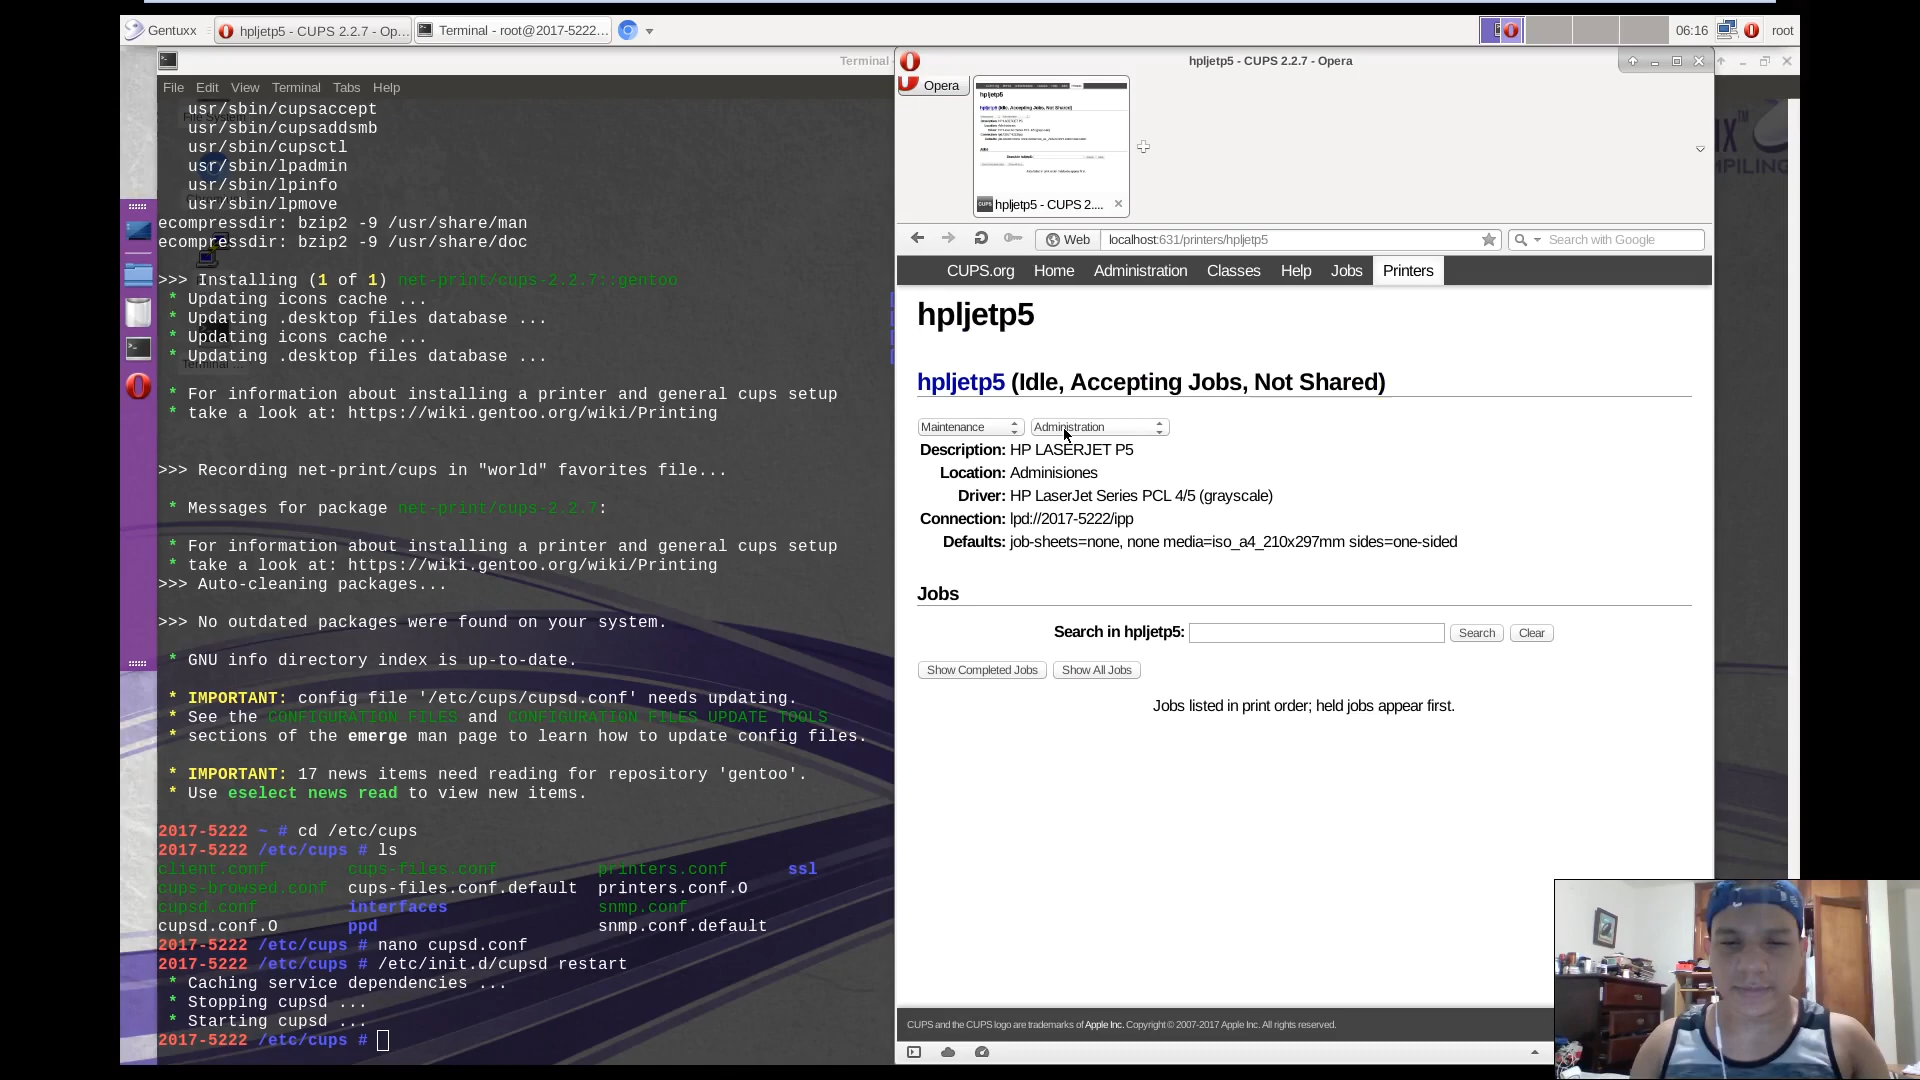 Gentuxx
hpljetp5 - CUPS 2.2.7 - Op...
Terminal - root@2017-5222...
06:16
root
Terminal -
File Edit View Terminal Tabs Help
usr/sbin/cupsaccept
usr/sbin/cupsaddsmb
usr/sbin/cupsctl
usr/sbin/lpadmin
usr/sbin/lpinfo
usr/sbin/lpmove
ecompressdir: bzip2 -9 /usr/share/man
ecompressdir: bzip2 -9 /usr/share/doc
>>> Installing (1 of 1) net-print/cups-2.2.7::gentoo
* Updating icons cache ...
* Updating .desktop files database ...
* Updating icons cache ...
* Updating .desktop files database ...
* For information about installing a printer and general cups setup
* take a look at: https://wiki.gentoo.org/wiki/Printing
>>> Recording net-print/cups in "world" favorites file...
* Messages for package net-print/cups-2.2.7:
* For information about installing a printer and general cups setup
* take a look at: https://wiki.gentoo.org/wiki/Printing
>>> Auto-cleaning packages...
>>> No outdated packages were found on your system.
* GNU info directory index is up-to-date.
* IMPORTANT: config file '/etc/cups/cupsd.conf' needs updating.
* See the CONFIGURATION FILES and CONFIGURATION FILES UPDATE TOOLS
* sections of the emerge man page to learn how to update config files.
* IMPORTANT: 17 news items need reading for repository 'gentoo'.
* Use eselect news read to view new items.
2017-5222 ~ # cd /etc/cups
2017-5222 /etc/cups # ls
client.conf cups-files.conf printers.conf ssl
cups-browsed.conf cups-files.conf.default printers.conf.O
cupsd.conf interfaces snmp.conf
cupsd.conf.O ppd snmp.conf.default
2017-5222 /etc/cups # nano cupsd.conf
2017-5222 /etc/cups # /etc/init.d/cupsd restart
* Caching service dependencies ...
* Stopping cupsd ...
* Starting cupsd ...
2017-5222 /etc/cups #
File System
Terminal ...
hpljetp5 - CUPS 2.2.7 - Opera
Opera
hpljetp5 - CUPS 2....
Web
localhost:631/printers/hpljetp5
Search with Google
CUPS.org Home Administration Classes Help Jobs Printers
hpljetp5
hpljetp5 (Idle, Accepting Jobs, Not Shared)
Maintenance
Administration
Description: HP LASERJET P5
Location: Adminisiones
Driver: HP LaserJet Series PCL 4/5 (grayscale)
Connection: lpd://2017-5222/ipp
Defaults: job-sheets=none, none media=iso_a4_210x297mm sides=one-sided
Jobs
Search in hpljetp5:
Search
Clear
Show Completed Jobs
Show All Jobs
Jobs listed in print order; held jobs appear first.
CUPS and the CUPS logo are trademarks of Apple Inc. Copyright © 2007-2017 Apple Inc. All rights reserved.